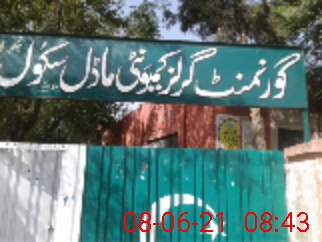 گورنمنٹ گرلز کمیونٹی ماڈل سکول
08-06-21 08:43